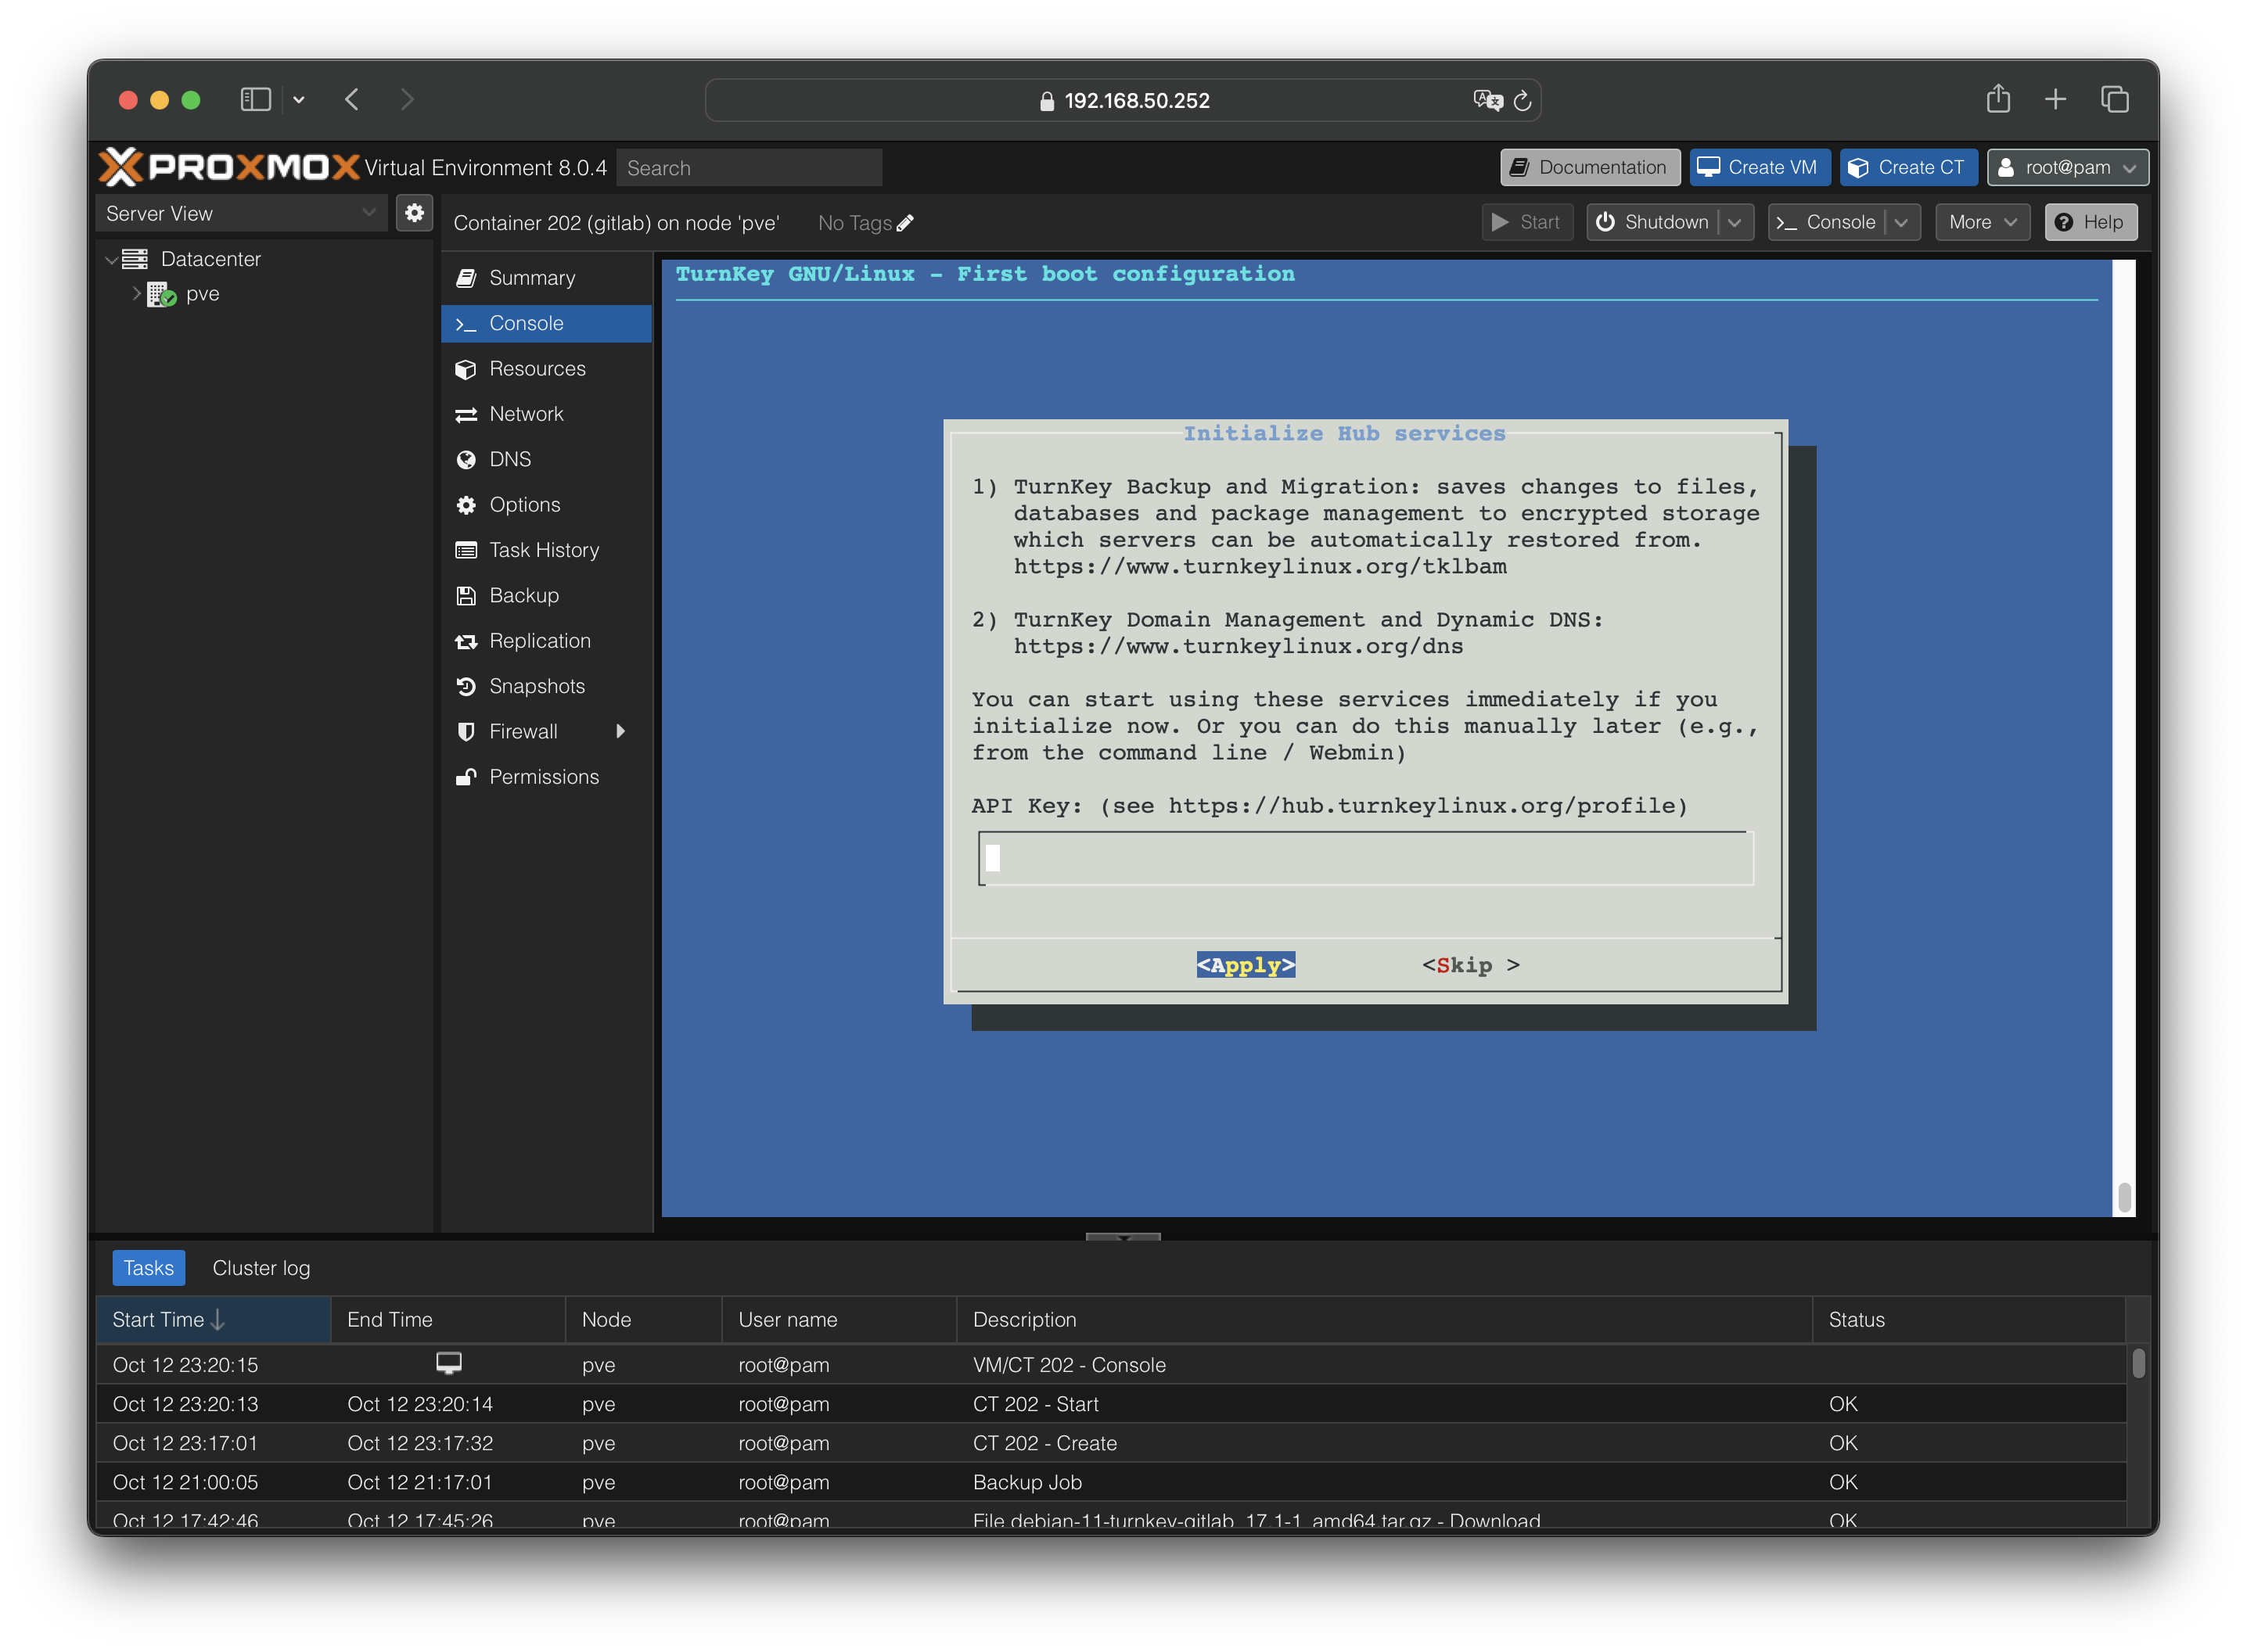 192.168.50.252
PROXMOX Virtual Environment 8.0.4 Search Documentation Create VM Create CT root@pam
Server View
Container 202 (gitlab) on node 'pve' No Tags Start Shutdown Console More Help
Datacenter
pve
Summary
Console
Resources
Network
DNS
Options
Task History
Backup
Replication
Snapshots
Firewall
Permissions
TurnKey GNU/Linux - First boot configuration
Initialize Hub services
1) TurnKey Backup and Migration: saves changes to files,
databases and package management to encrypted storage
which servers can be automatically restored from.
https://www.turnkeylinux.org/tklbam
2) TurnKey Domain Management and Dynamic DNS:
https://www.turnkeylinux.org/dns
You can start using these services immediately if you
initialize now. Or you can do this manually later (e.g.,
from the command line / Webmin)
API Key: (see https://hub.turnkeylinux.org/profile)
<Apply> <Skip >
Tasks Cluster log
Start Time End Time Node User name Description Status
Oct 12 23:20:15 pve root@pam VM/CT 202 - Console
Oct 12 23:20:13 Oct 12 23:20:14 pve root@pam CT 202 - Start OK
Oct 12 23:17:01 Oct 12 23:17:32 pve root@pam CT 202 - Create OK
Oct 12 21:00:05 Oct 12 21:17:01 pve root@pam Backup Job OK
Oct 12 17:42:46 Oct 12 17:45:26 pve root@pam File debian-11-turnkey-gitlab_17.1-1_amd64.tar.gz - Download OK